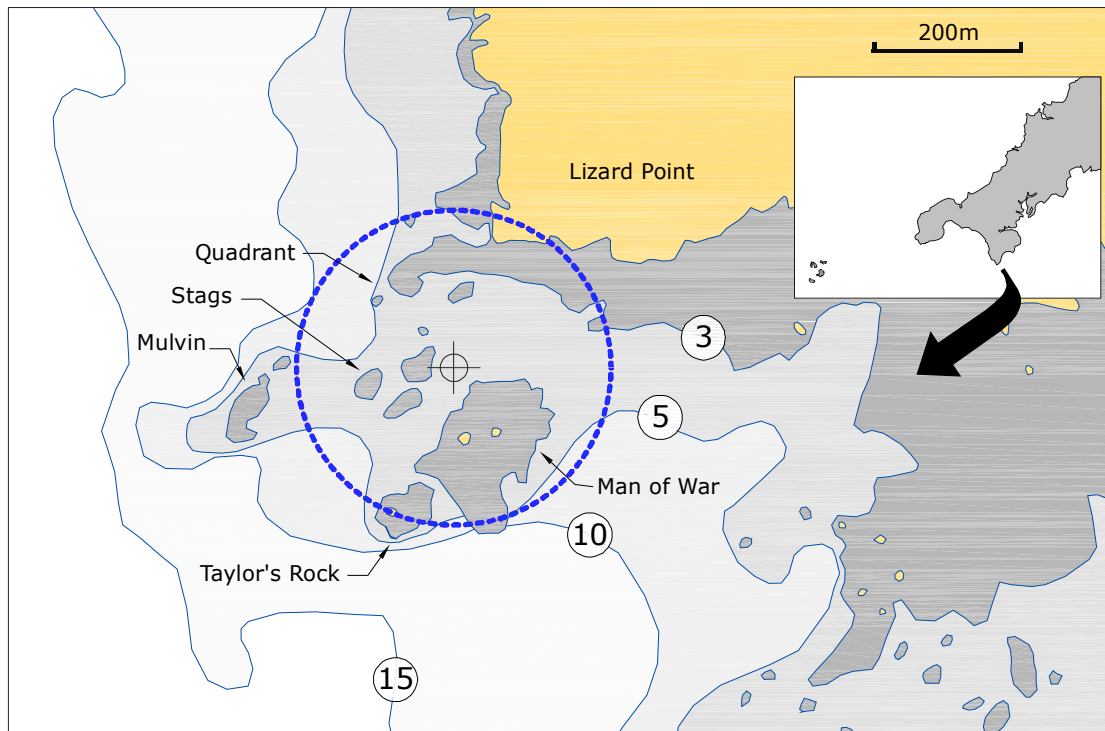 200m
Lizard Point
Quadrant
Stags
Mulvin
3
5
Man of War
10
Taylor's Rock
15